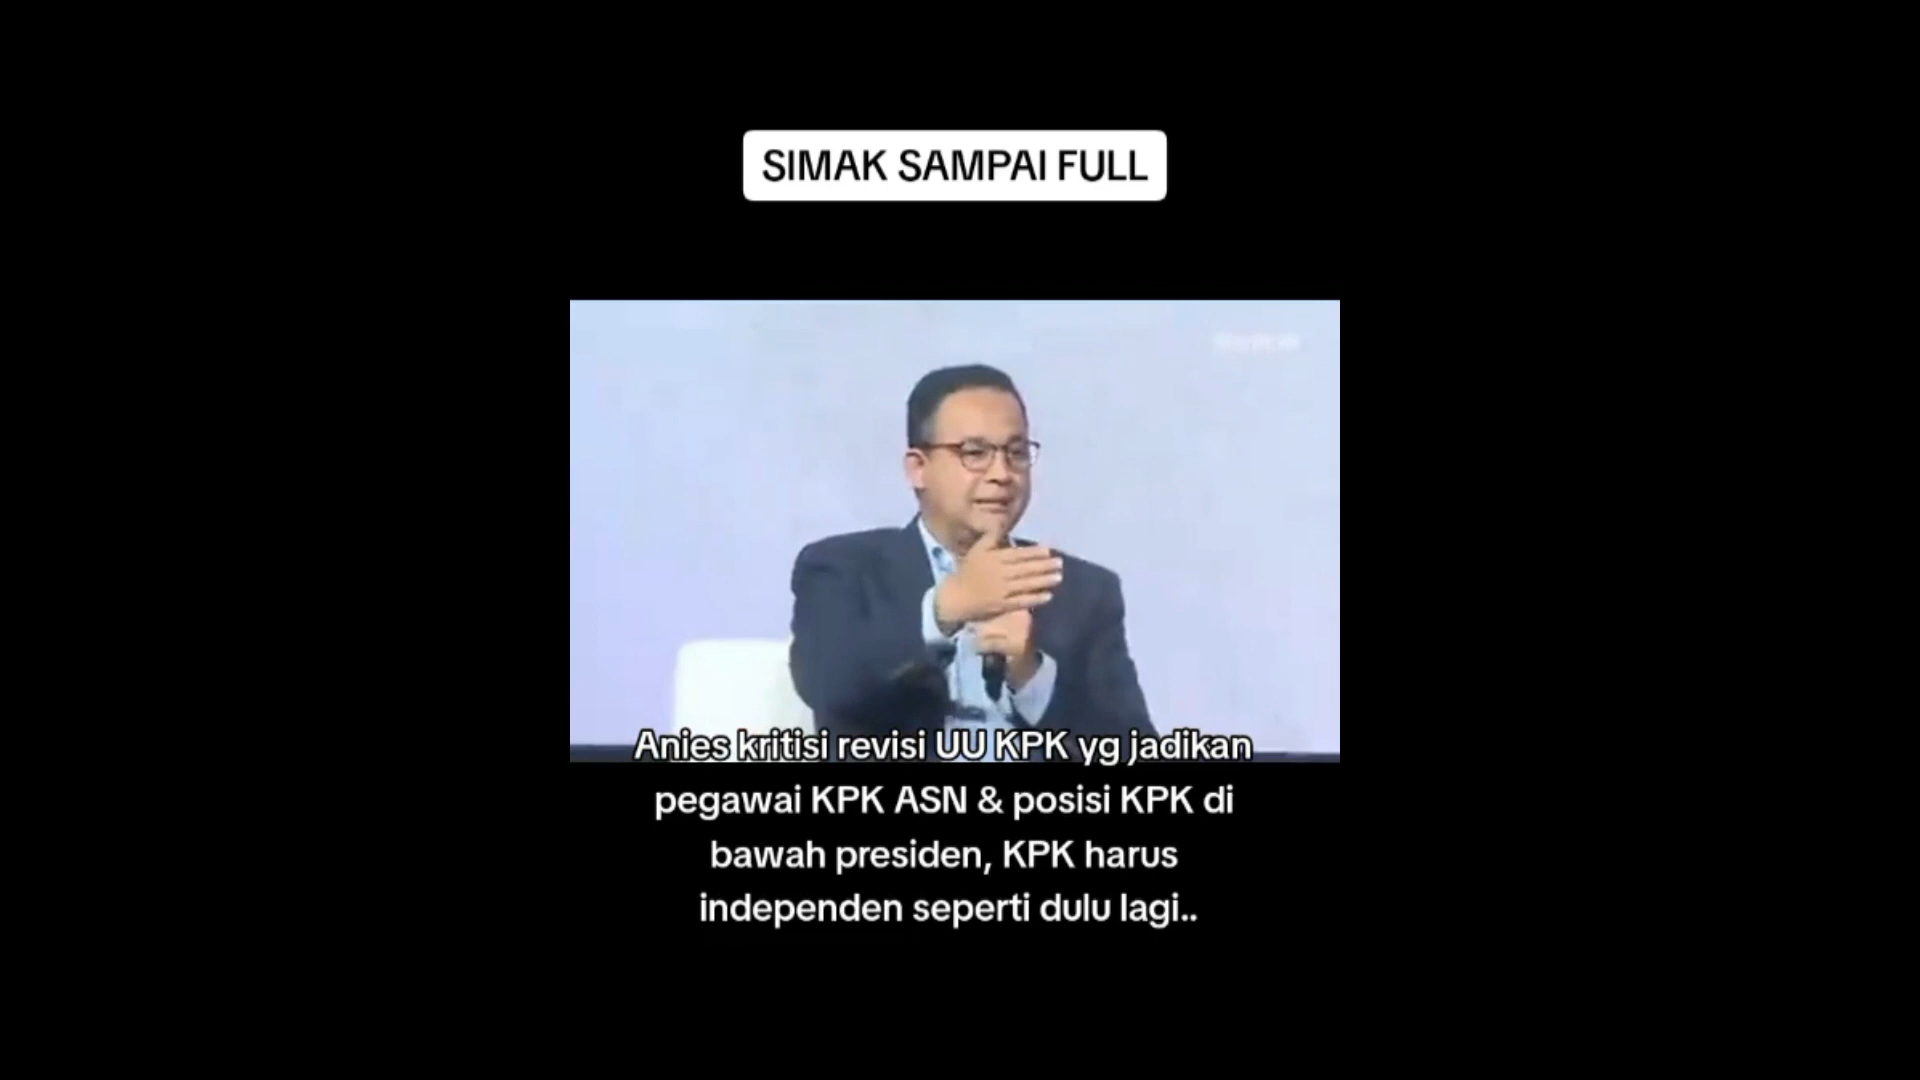 SIMAK SAMPAI FULL
Anies kritisi revisi UU KPK yg jadikan
pegawai KPK ASN & posisi KPK di
bawah presiden, KPK harus
independen seperti dulu lagi..